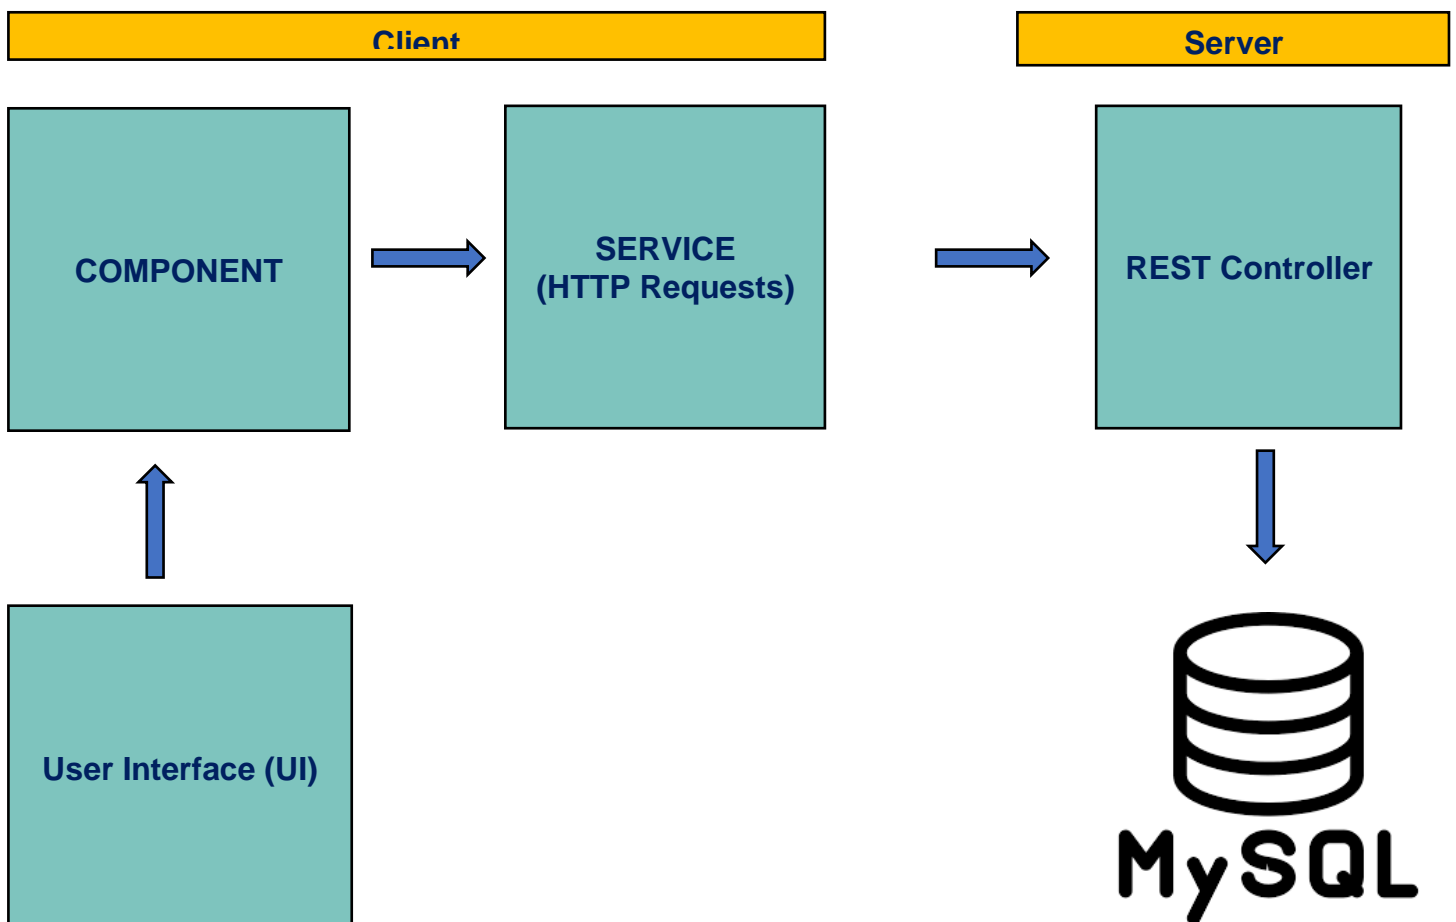 Client
Server
COMPONENT
SERVICE
(HTTP Requests)
REST Controller
User Interface (UI)
MySQL